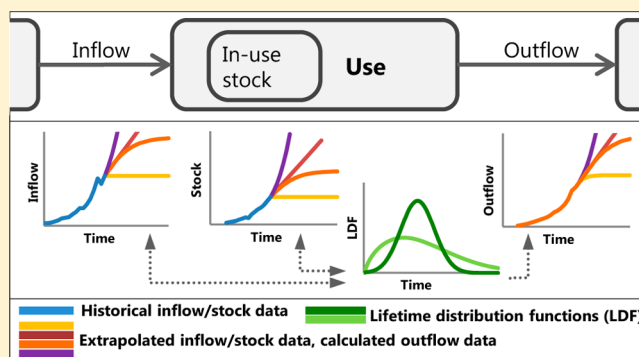 Inflow
In-use
stock
Use
Outflow
Inflow
Time
Stock
Time
LDF
Time
Outflow
Time
Historical inflow/stock data
Lifetime distribution functions (LDF)
Extrapolated inflow/stock data, calculated outflow data